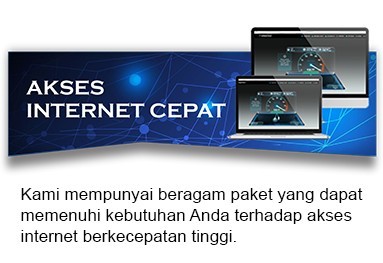 AKSES
INTERNET CEPAT
Kami mempunyai beragam paket yang dapat
memenuhi kebutuhan Anda terhadap akses
internet berkecepatan tinggi.